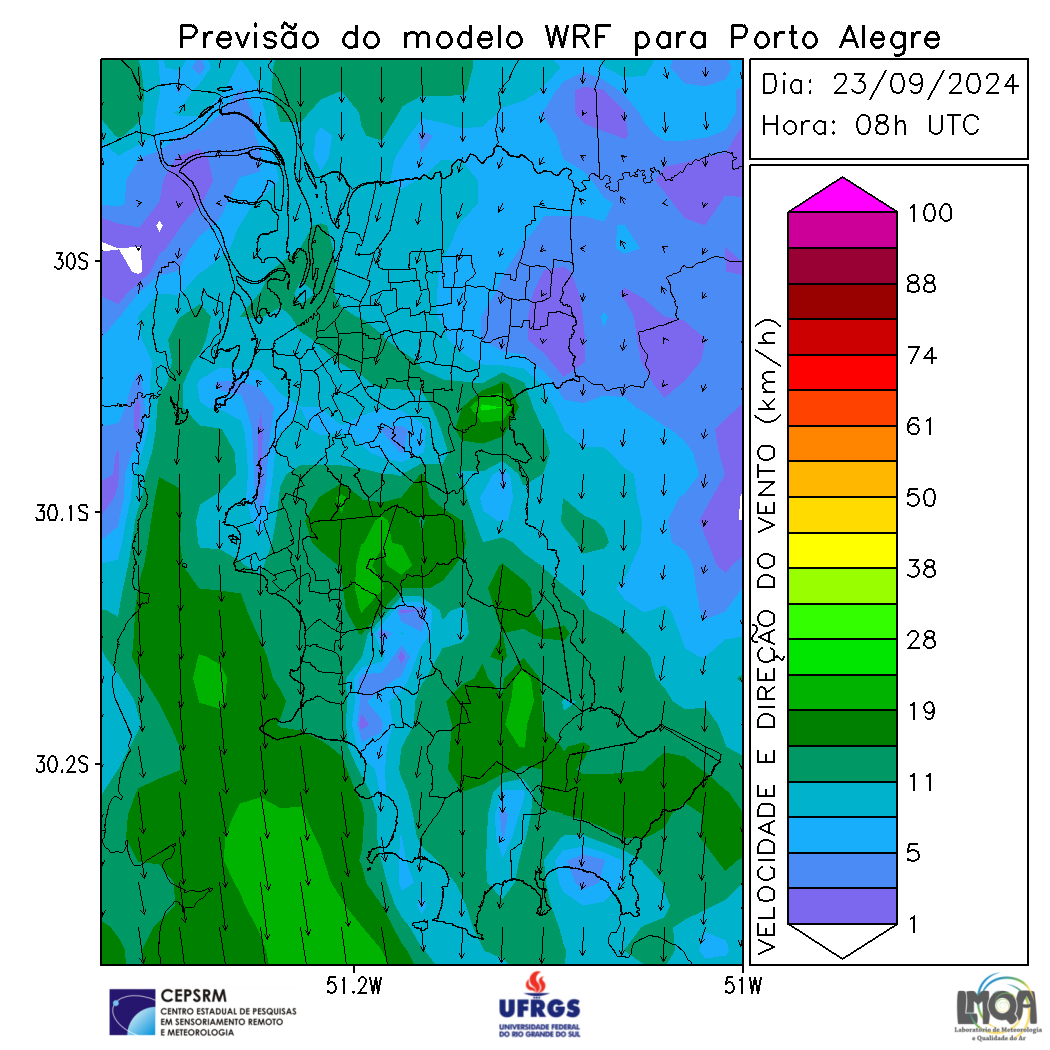 Previsão do modelo WRF para Porto Alegre
Dia: 23/09/2024
Hora: 08h UTC
30S
30.1S
30.2S
51.2W
51W
VELOCIDADE E DIREÇÃO DO VENTO (km/h)
100
88
74
61
50
38
28
19
11
5
1
CEPSRM
CENTRO ESTADUAL DE PESQUISAS
EM SENSORIAMENTO REMOTO
E METEOROLOGIA
UFRGS
UNIVERSIDADE FEDERAL
DO RIO GRANDE DO SUL
LMQA
Laboratório de Meteorologia
e Qualidade do Ar